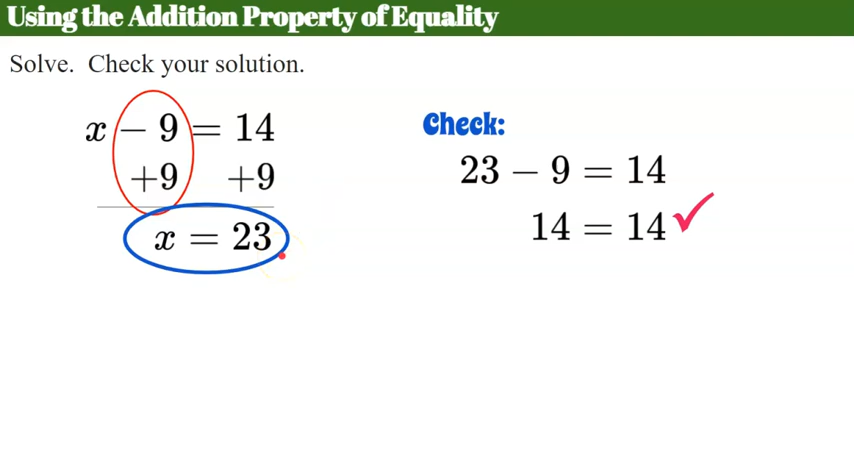 Using the Addition Property of Equality
Solve. Check your solution.
x − 9 = 14
+9 +9
x = 23
Check:
23 − 9 = 14
14 = 14